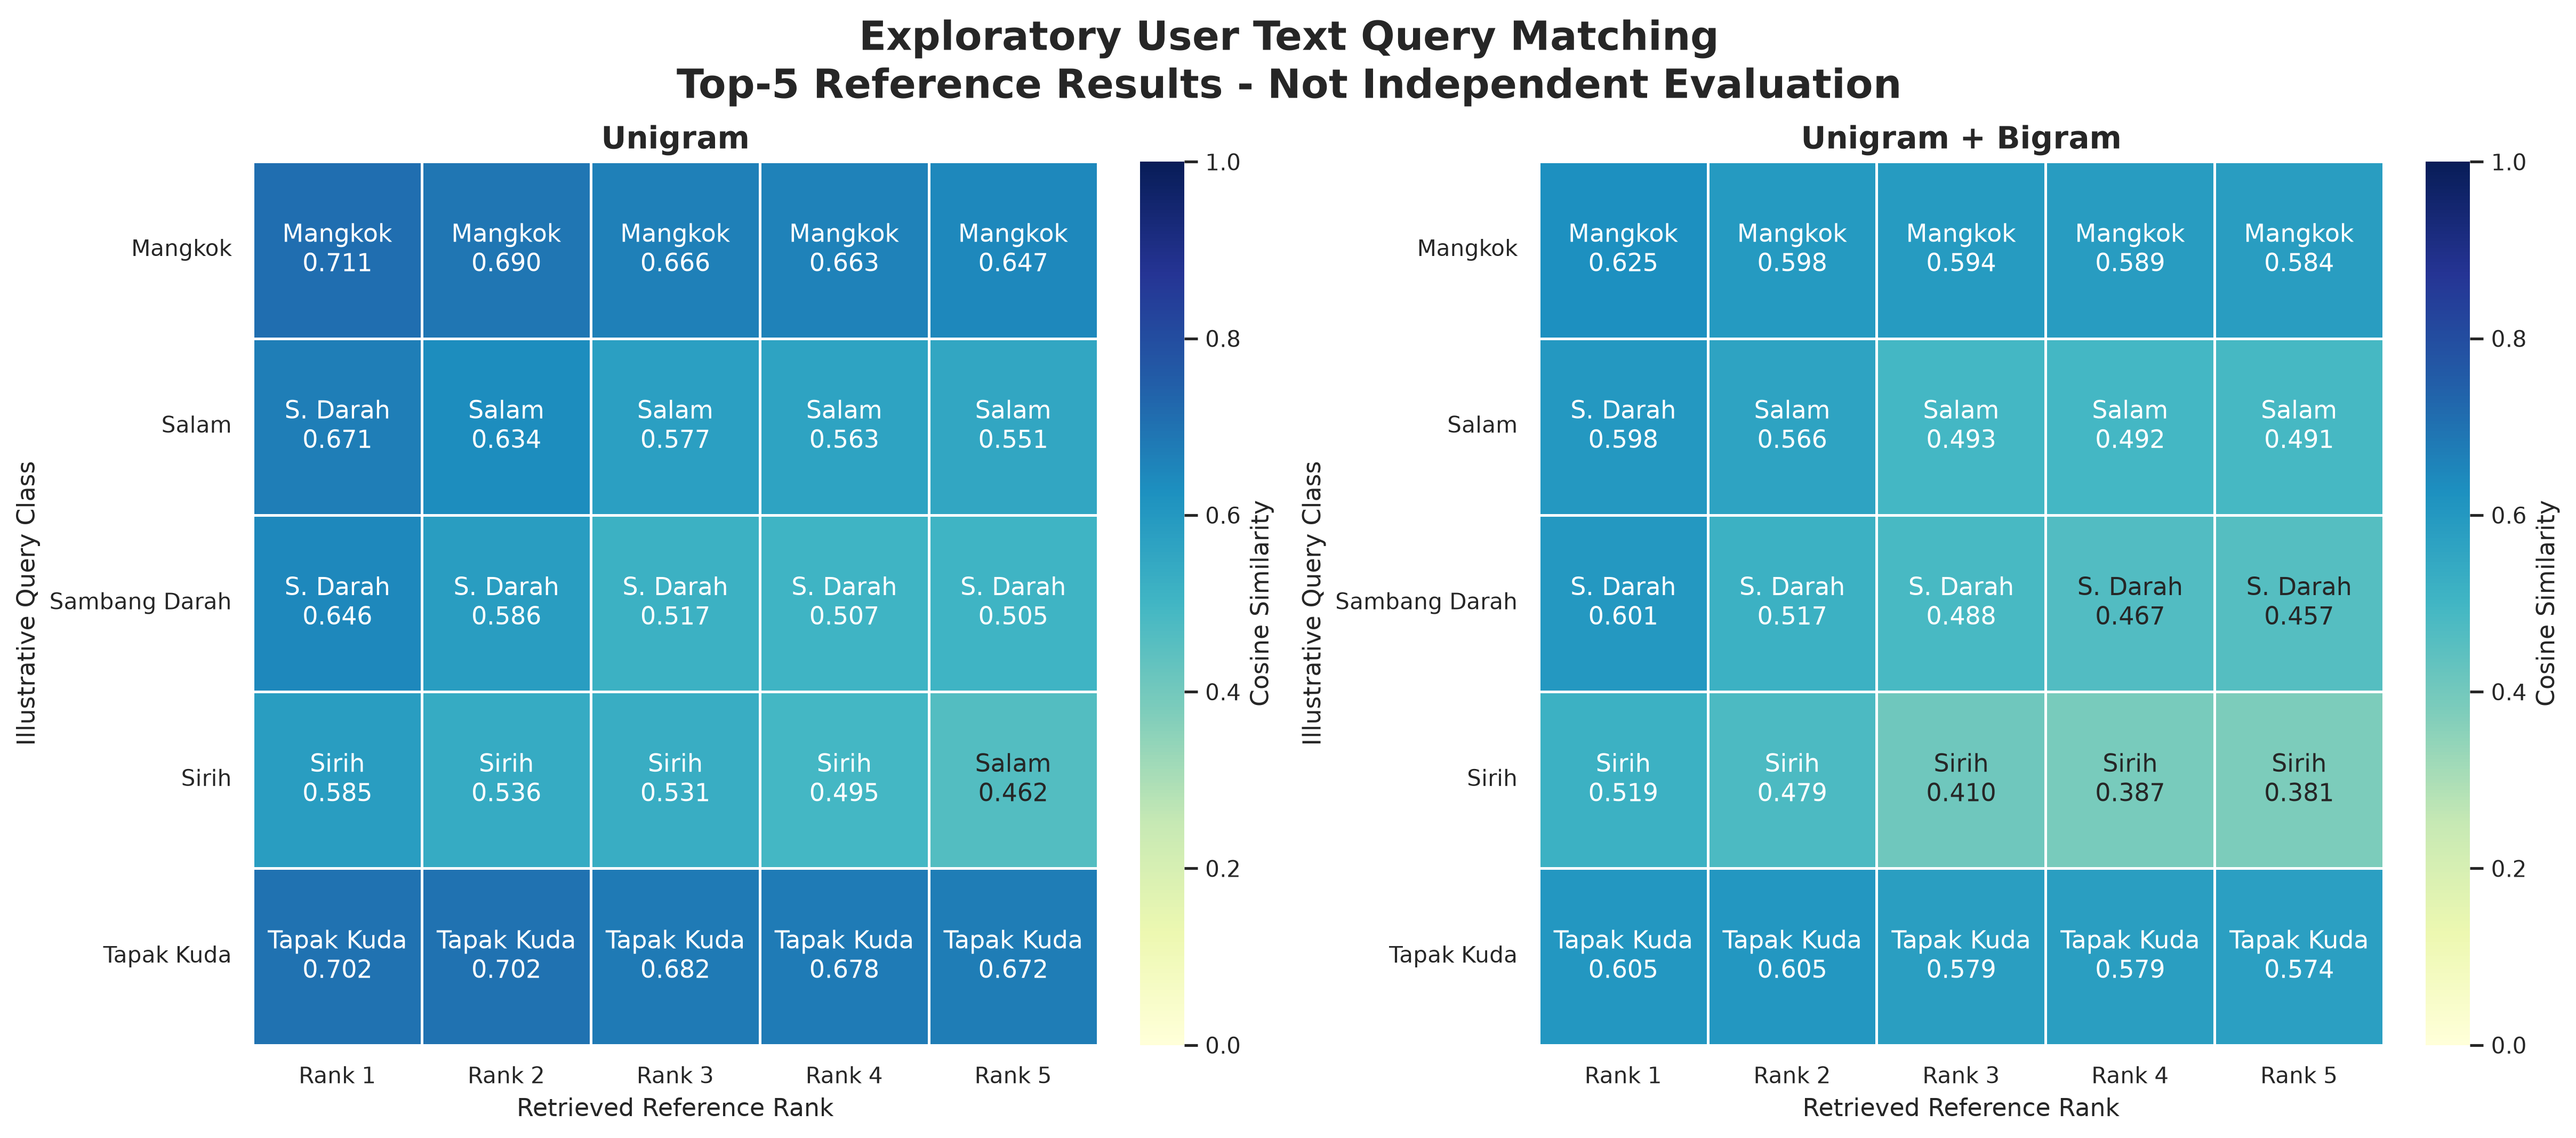 Exploratory User Text Query Matching
Top-5 Reference Results - Not Independent Evaluation
Unigram
Illustrative Query Class
Mangkok
Mangkok Mangkok Mangkok Mangkok Mangkok
0.711 0.690 0.666 0.663 0.647
Salam
S. Darah Salam Salam Salam Salam
0.671 0.634 0.577 0.563 0.551
Sambang Darah
S. Darah S. Darah S. Darah S. Darah S. Darah
0.646 0.586 0.517 0.507 0.505
Sirih
Sirih Sirih Sirih Sirih Salam
0.585 0.536 0.531 0.495 0.462
Tapak Kuda
Tapak Kuda Tapak Kuda Tapak Kuda Tapak Kuda Tapak Kuda
0.702 0.702 0.682 0.678 0.672
Rank 1 Rank 2 Rank 3 Rank 4 Rank 5
Retrieved Reference Rank
1.0
0.8
0.6
0.4
0.2
0.0
Cosine Similarity
Unigram + Bigram
Illustrative Query Class
Mangkok
Mangkok Mangkok Mangkok Mangkok Mangkok
0.625 0.598 0.594 0.589 0.584
Salam
S. Darah Salam Salam Salam Salam
0.598 0.566 0.493 0.492 0.491
Sambang Darah
S. Darah S. Darah S. Darah S. Darah S. Darah
0.601 0.517 0.488 0.467 0.457
Sirih
Sirih Sirih Sirih Sirih Sirih
0.519 0.479 0.410 0.387 0.381
Tapak Kuda
Tapak Kuda Tapak Kuda Tapak Kuda Tapak Kuda Tapak Kuda
0.605 0.605 0.579 0.579 0.574
Rank 1 Rank 2 Rank 3 Rank 4 Rank 5
Retrieved Reference Rank
1.0
0.8
0.6
0.4
0.2
0.0
Cosine Similarity